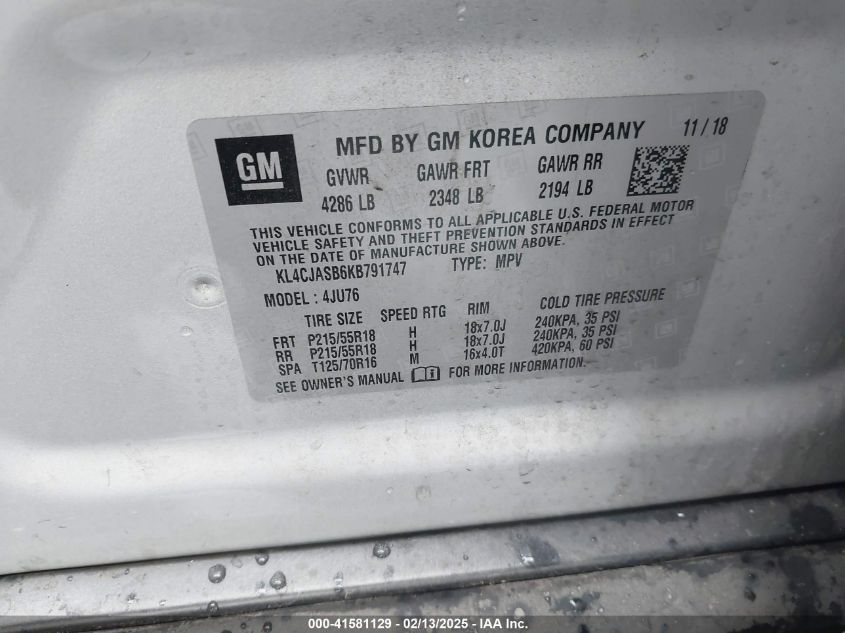 GM
MFD BY GM KOREA COMPANY 11/18
GVWR GAWR FRT GAWR RR
4286 LB 2348 LB 2194 LB
THIS VEHICLE CONFORMS TO ALL APPLICABLE U.S. FEDERAL MOTOR
VEHICLE SAFETY AND THEFT PREVENTION STANDARDS IN EFFECT
ON THE DATE OF MANUFACTURE SHOWN ABOVE.
KL4CJASB6KB791747 TYPE: MPV
MODEL : 4JU76
TIRE SIZE SPEED RTG RIM COLD TIRE PRESSURE
FRT P215/55R18 H 18x7.0J 240KPA, 35 PSI
RR P215/55R18 H 18x7.0J 240KPA, 35 PSI
SPA T125/70R16 M 16x4.0T 420KPA, 60 PSI
SEE OWNER'S MANUAL FOR MORE INFORMATION.
000-41581129 - 02/13/2025 - IAA Inc.